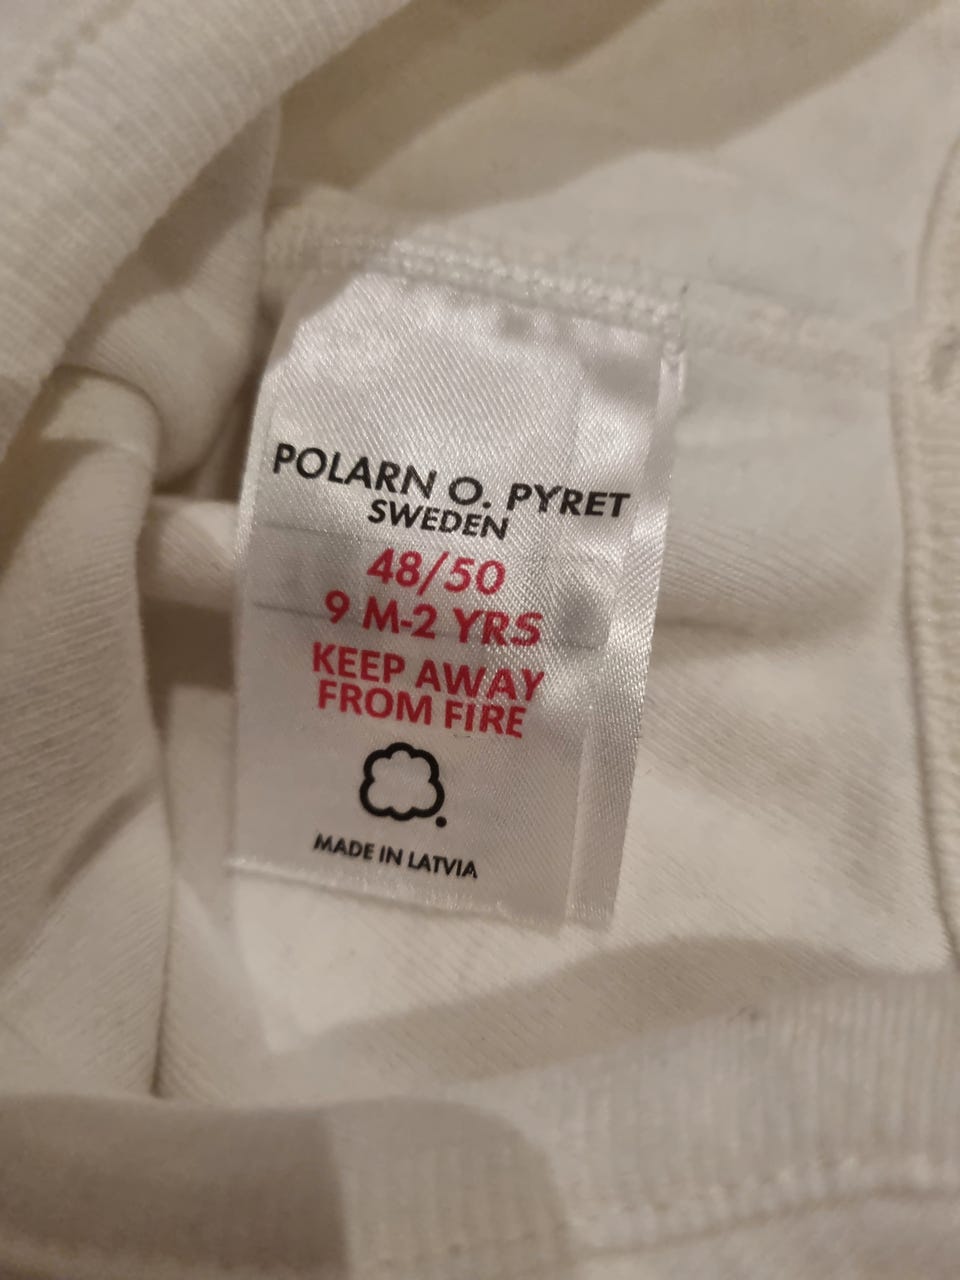 POLARN O. PYRET
SWEDEN
48/50
9 M-2 YRS
KEEP AWAY
FROM FIRE
MADE IN LATVIA